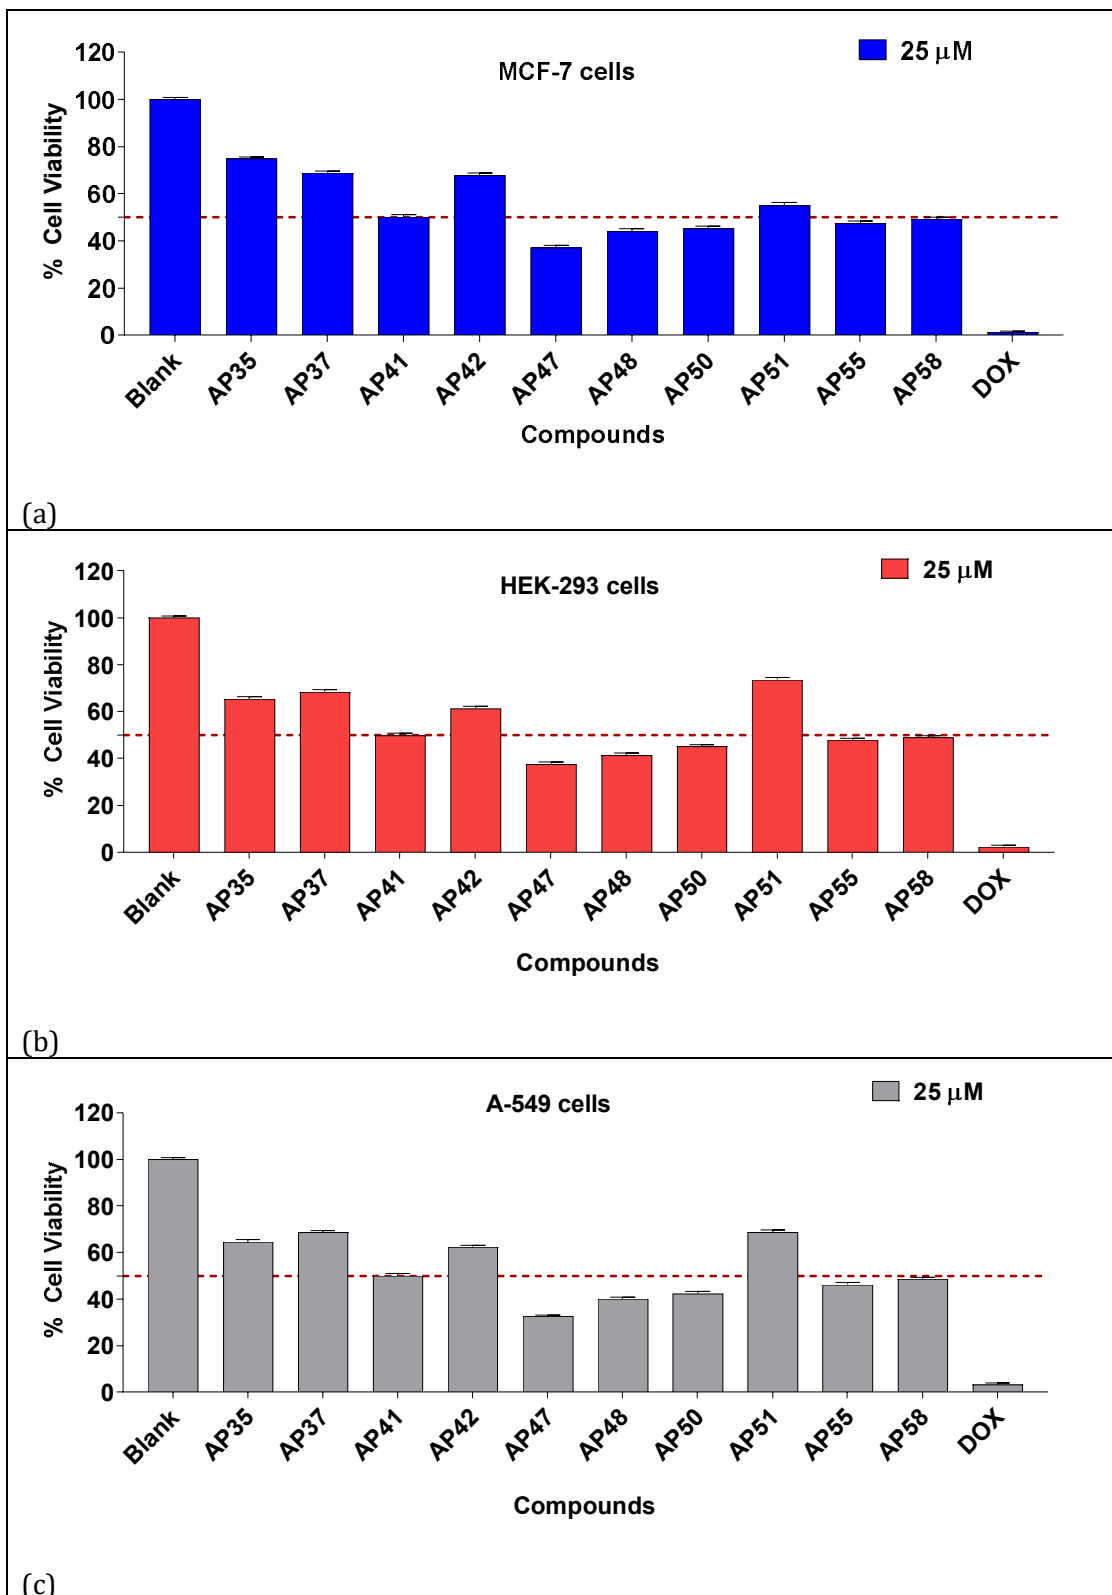 MCF-7 cells
25 μM
% Cell Viability
120
100
80
60
40
20
0
Blank
AP35
AP37
AP41
AP42
AP47
AP48
AP50
AP51
AP55
AP58
DOX
Compounds
(a)
HEK-293 cells
25 μM
% Cell Viability
120
100
80
60
40
20
0
Blank
AP35
AP37
AP41
AP42
AP47
AP48
AP50
AP51
AP55
AP58
DOX
Compounds
(b)
A-549 cells
25 μM
% Cell Viability
120
100
80
60
40
20
0
Blank
AP35
AP37
AP41
AP42
AP47
AP48
AP50
AP51
AP55
AP58
DOX
Compounds
(c)